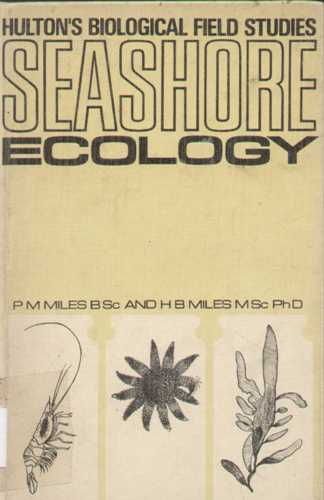 HULTON'S BIOLOGICAL FIELD STUDIES
SEASHORE
ECOLOGY
P M MILES B Sc AND H B MILES M Sc PhD